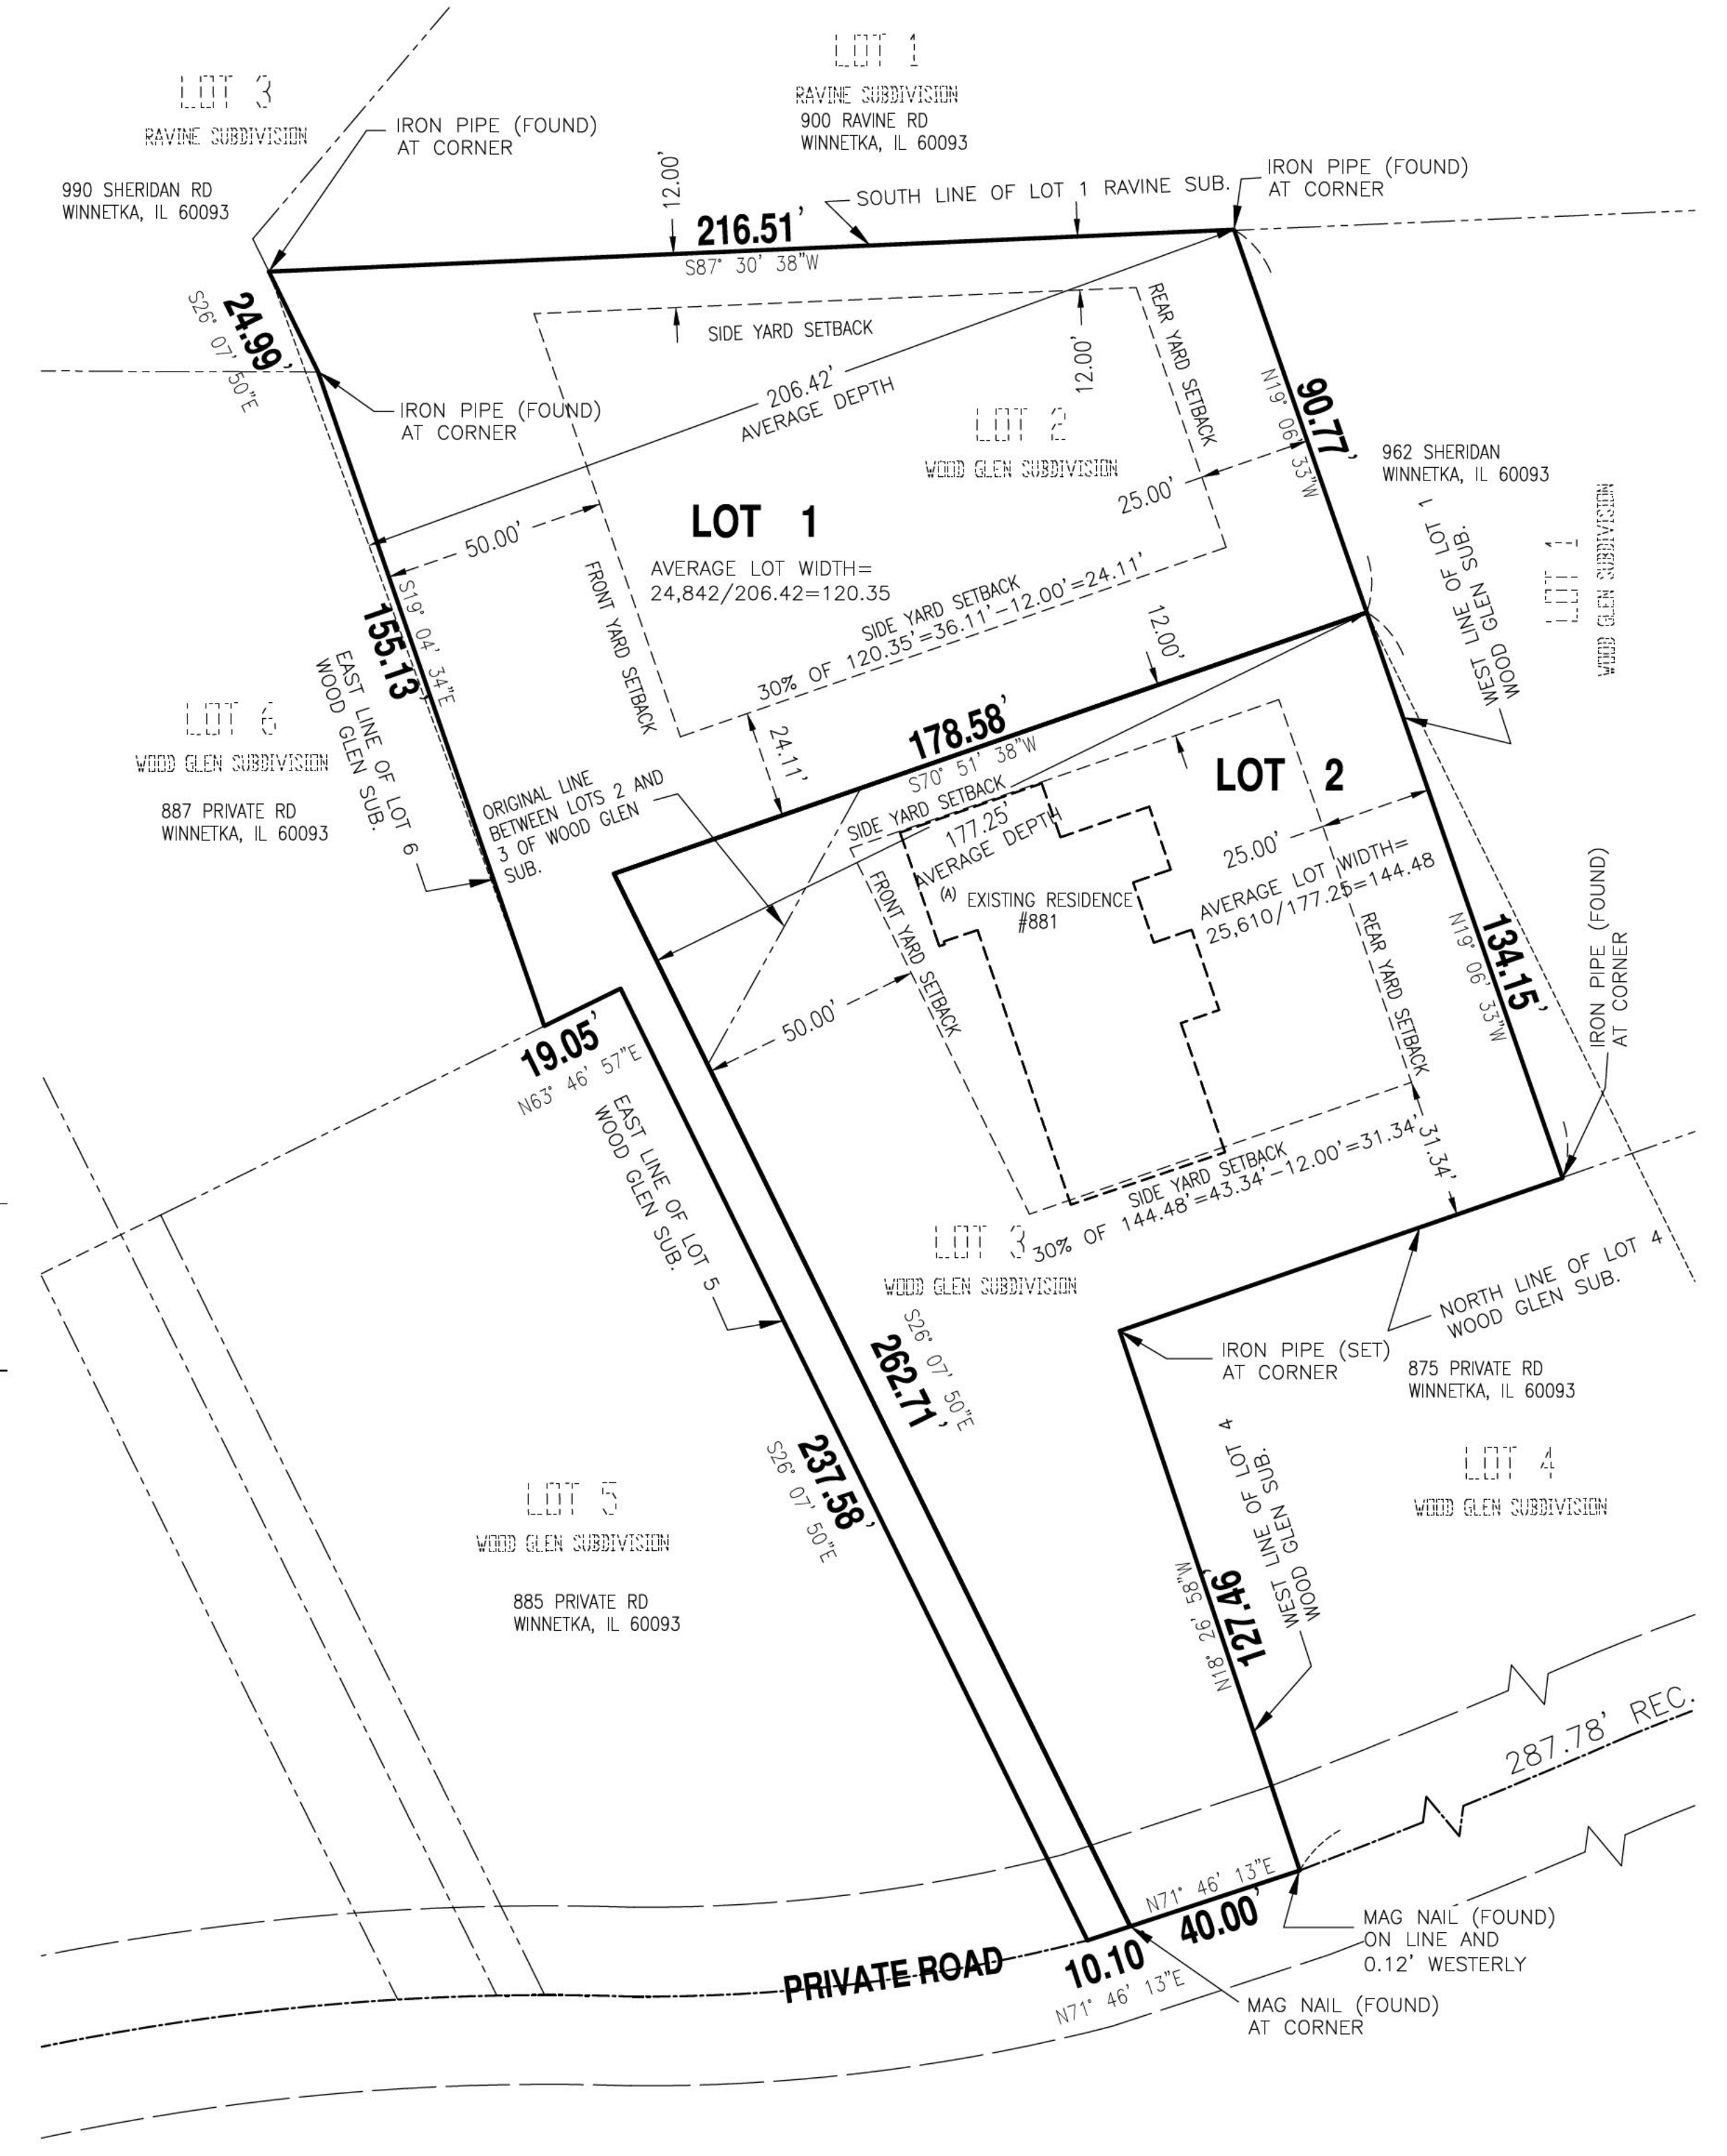 LOT 1
RAVINE SUBDIVISION
900 RAVINE RD
WINNETKA, IL 60093
LOT 3
RAVINE SUBDIVISION
990 SHERIDAN RD
WINNETKA, IL 60093
IRON PIPE (FOUND)
AT CORNER
12.00'
SOUTH LINE OF LOT 1 RAVINE SUB.
IRON PIPE (FOUND)
AT CORNER
216.51'
S87° 30' 38"W
24.99'
S26° 07' 50"E
SIDE YARD SETBACK
12.00'
REAR YARD SETBACK
IRON PIPE (FOUND)
AT CORNER
206.42'
AVERAGE DEPTH
LOT 2
WOOD GLEN SUBDIVISION
90.77'
N19° 06' 33"W
962 SHERIDAN
WINNETKA, IL 60093
25.00'
LOT 1
WOOD GLEN SUBDIVISION
WEST LINE OF LOT 1
WOOD GLEN SUB.
50.00'
LOT 1
AVERAGE LOT WIDTH=
24,842/206.42=120.35
FRONT YARD SETBACK
SIDE YARD SETBACK
30% OF 120.35'=36.11'-12.00'=24.11'
12.00'
155.13'
S19° 04' 34"E
EAST LINE OF LOT 6
WOOD GLEN SUB.
LOT 6
WOOD GLEN SUBDIVISION
887 PRIVATE RD
WINNETKA, IL 60093
24.11'
178.58'
S70° 51' 38"W
ORIGINAL LINE
BETWEEN LOTS 2 AND
3 OF WOOD GLEN
SUB.
LOT 2
SIDE YARD SETBACK
177.25'
AVERAGE DEPTH
25.00'
AVERAGE LOT WIDTH=
25,610/177.25=144.48
(A) EXISTING RESIDENCE
#881
FRONT YARD SETBACK
REAR YARD SETBACK
134.15'
N19° 06' 33"W
IRON PIPE (FOUND)
AT CORNER
50.00'
19.05'
N63° 46' 57"E
EAST LINE OF LOT 5
WOOD GLEN SUB.
SIDE YARD SETBACK
30% OF 144.48'=43.34'-12.00'=31.34'
31.34'
LOT 3
WOOD GLEN SUBDIVISION
NORTH LINE OF LOT 4
WOOD GLEN SUB.
IRON PIPE (SET)
AT CORNER
875 PRIVATE RD
WINNETKA, IL 60093
262.71'
S26° 07' 50"E
237.58'
S26° 07' 50"E
LOT 5
WOOD GLEN SUBDIVISION
885 PRIVATE RD
WINNETKA, IL 60093
LOT 4
WOOD GLEN SUBDIVISION
WEST LINE OF LOT 4
WOOD GLEN SUB.
127.46'
N18° 26' 58"W
287.78' REC.
N71° 46' 13"E
40.00'
PRIVATE ROAD
10.10'
N71° 46' 13"E
MAG NAIL (FOUND)
ON LINE AND
0.12' WESTERLY
MAG NAIL (FOUND)
AT CORNER